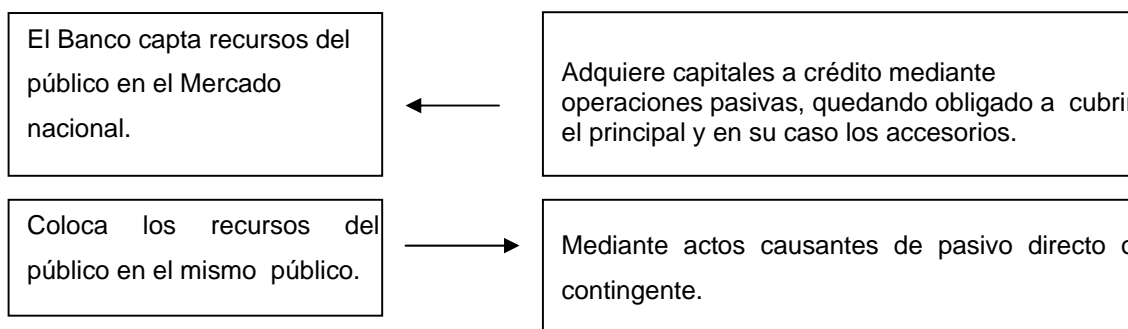 El Banco capta recursos del
público en el Mercado
nacional.
Adquiere capitales a crédito mediante
operaciones pasivas, quedando obligado a cubrir
el principal y en su caso los accesorios.
Coloca los recursos del
público en el mismo público.
Mediante actos causantes de pasivo directo o
contingente.